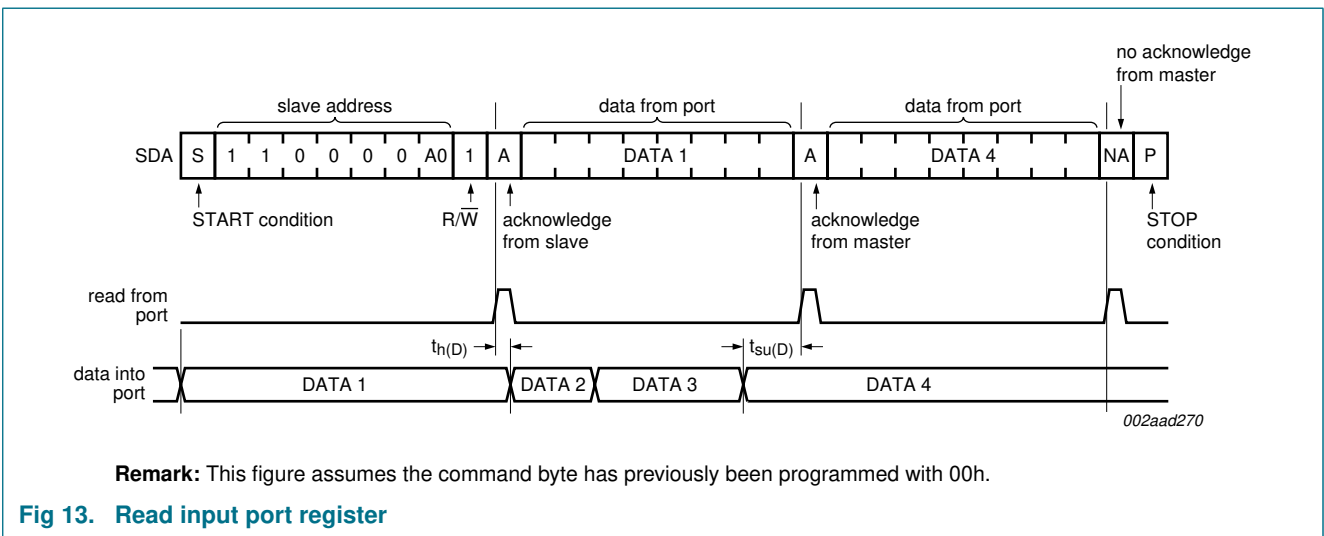 no acknowledge
from master
slave address
data from port
data from port
SDA S 1 1 0 0 0 0 A0 1 A DATA 1 A DATA 4 NA P
START condition
R/W̅
acknowledge
from slave
acknowledge
from master
STOP
condition
read from
port
th(D)
tsu(D)
data into
port
DATA 1 DATA 2 DATA 3 DATA 4
002aad270
Remark: This figure assumes the command byte has previously been programmed with 00h.
Fig 13. Read input port register